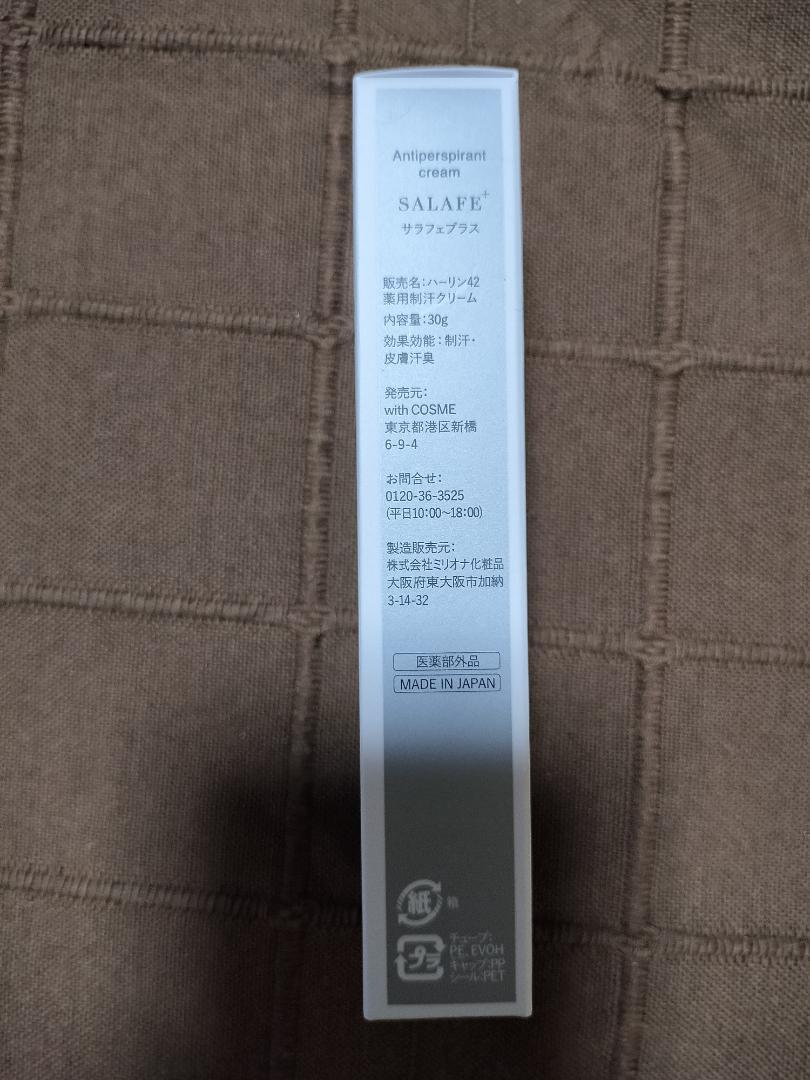 Antiperspirant
cream
SALAFE+
サラフェプラス
販売名:ハーリン42
薬用制汗クリーム
内容量:30g
効果効能:制汗・
皮膚汗臭
発売元:
with COSME
東京都港区新橋
6-9-4
お問合せ:
0120-36-3525
(平日10:00~18:00)
製造販売元:
株式会社ミリオナ化粧品
大阪府東大阪市加納
3-14-32
医薬部外品
MADE IN JAPAN
紙 箱
プラ
チューブ:
PE, EVOH
キャップ:PP
シール:PET